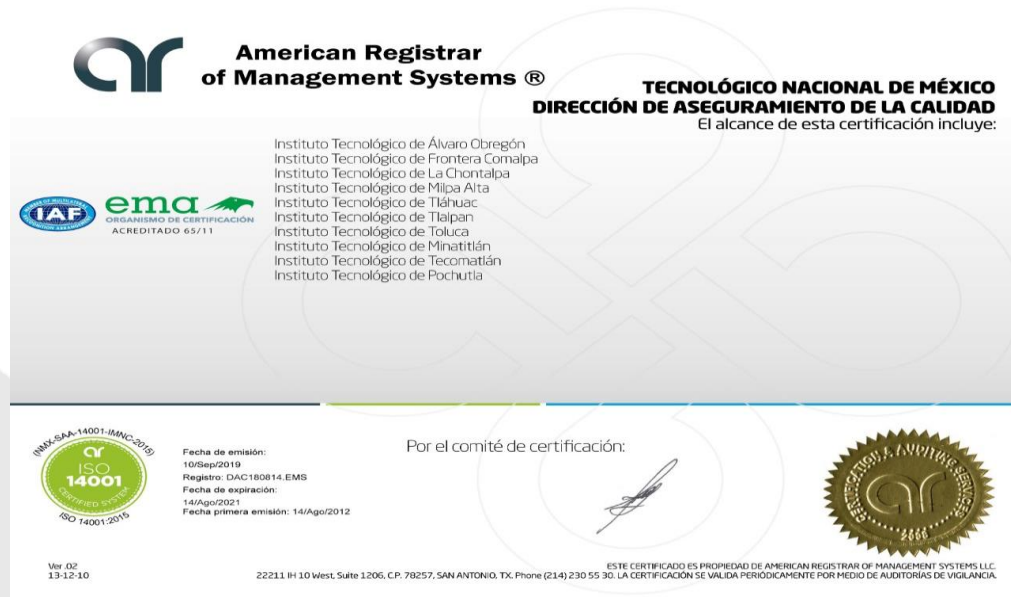 ar
American Registrar
of Management Systems ®
TECNOLÓGICO NACIONAL DE MÉXICO
DIRECCIÓN DE ASEGURAMIENTO DE LA CALIDAD
El alcance de esta certificación incluye:
Instituto Tecnológico de Álvaro Obregón
Instituto Tecnológico de Frontera Comalpa
Instituto Tecnológico de La Chontalpa
Instituto Tecnológico de Milpa Alta
Instituto Tecnológico de Tláhuac
Instituto Tecnológico de Tlalpan
Instituto Tecnológico de Toluca
Instituto Tecnológico de Minatitlán
Instituto Tecnológico de Tecomatlán
Instituto Tecnológico de Pochutla
IAF
ema
ORGANISMO DE CERTIFICACIÓN
ACREDITADO 65/11
(NMX-SAA-14001-IMNC-2015)
ar
ISO
14001
CERTIFIED SYSTEM
ISO 14001:2015
Fecha de emisión:
10/Sep/2019
Registro: DAC180814.EMS
Fecha de expiración:
14/Ago/2021
Fecha primera emisión: 14/Ago/2012
Por el comité de certificación:
CERTIFICATION & AUDITING SERVICES
ar
Ver .02
13-12-10
ESTE CERTIFICADO ES PROPIEDAD DE AMERICAN REGISTRAR OF MANAGEMENT SYSTEMS LLC.
22211 IH 10 West, Suite 1206, C.P. 78257, SAN ANTONIO, TX. Phone (214) 230 55 30. LA CERTIFICACIÓN SE VALIDA PERIÓDICAMENTE POR MEDIO DE AUDITORÍAS DE VIGILANCIA.